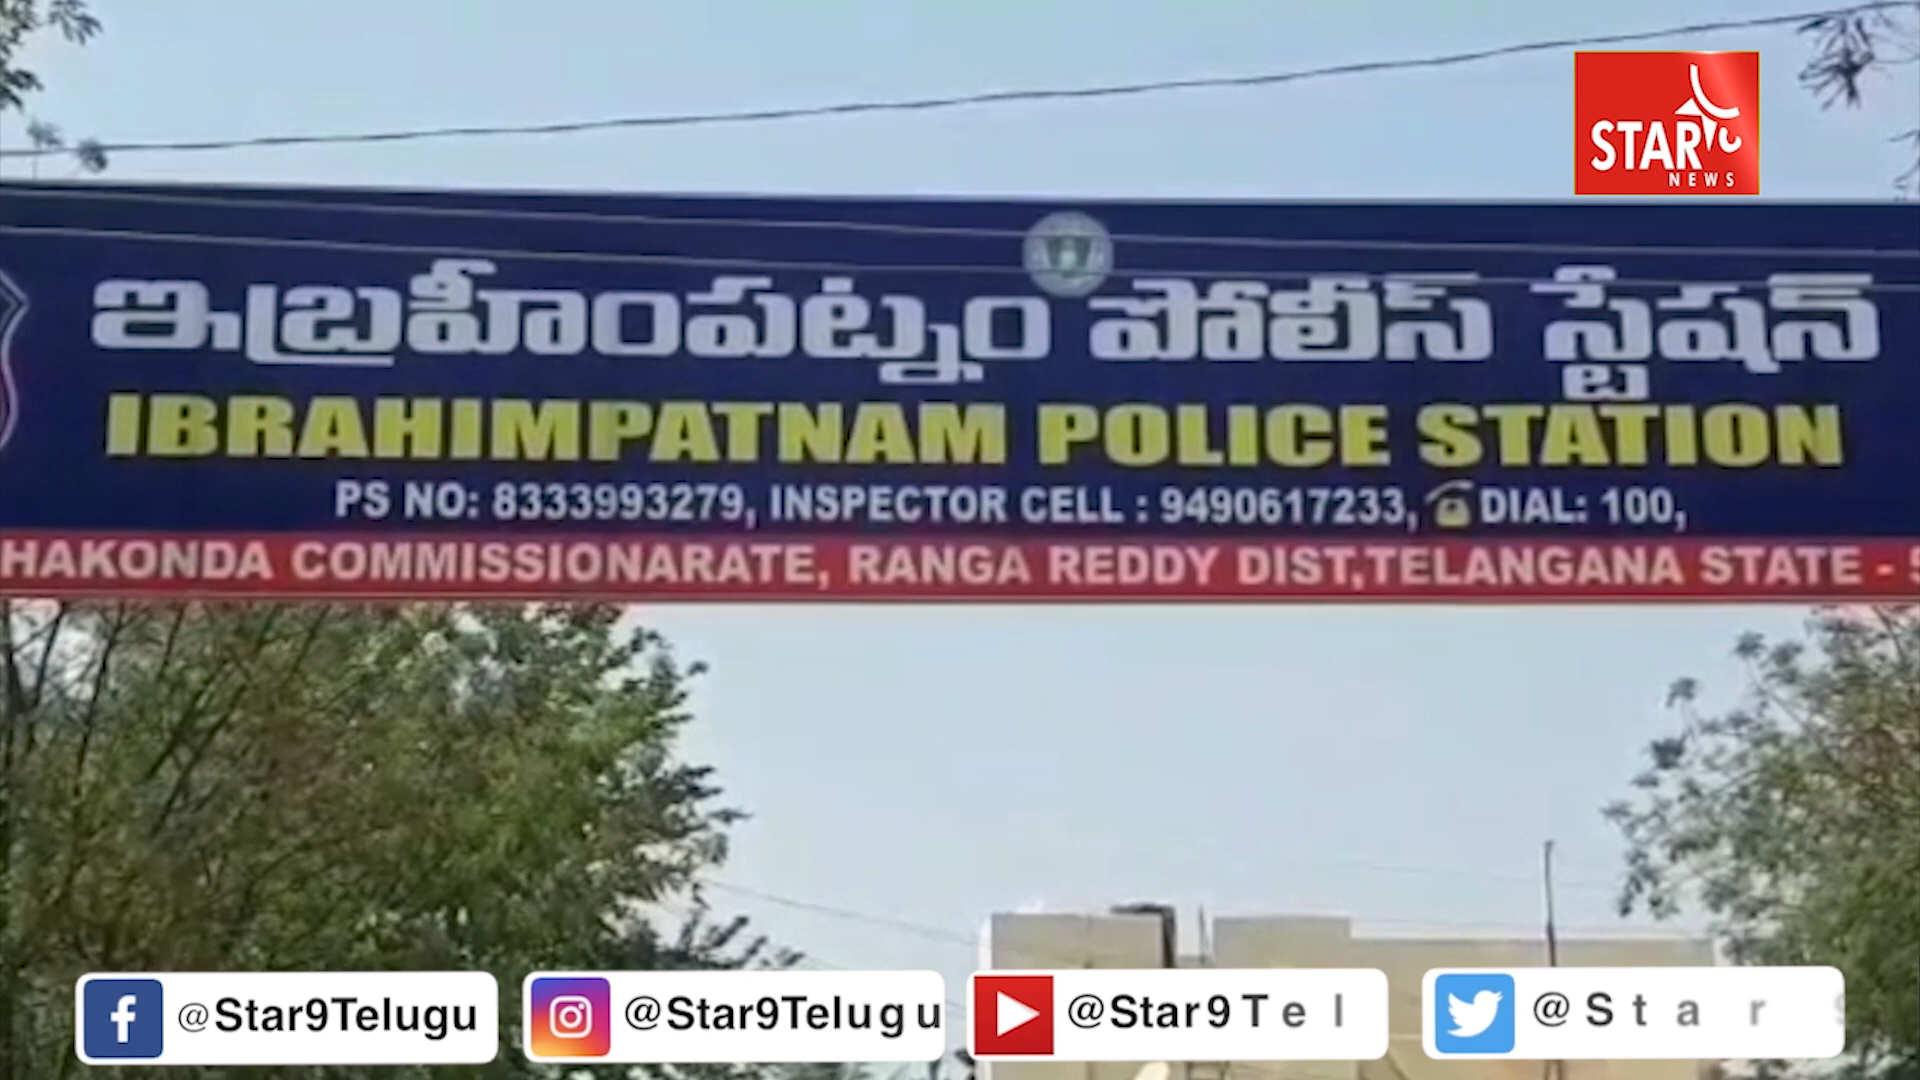 STAR
NEWS
ఇబ్రహీంపట్నం పోలీస్ స్టేషన్
IBRAHIMPATNAM POLICE STATION
PS NO: 8333993279, INSPECTOR CELL : 9490617233, DIAL: 100,
HAKONDA COMMISSIONARATE, RANGA REDDY DIST,TELANGANA STATE - 5
@Star9Telugu
@Star9Telugu
@Star9Tel
@Star